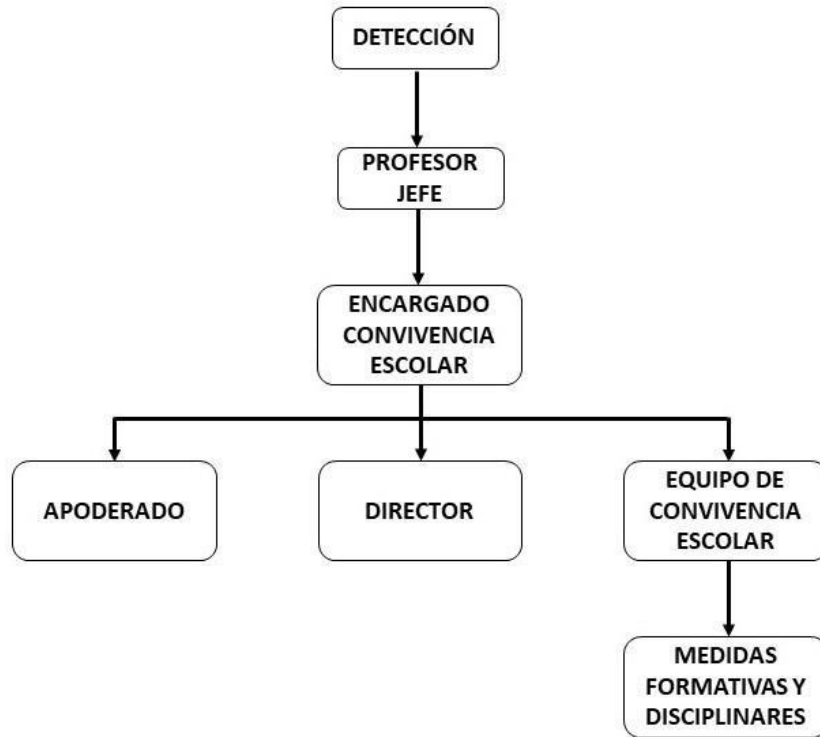 DETECCIÓN
PROFESOR
JEFE
ENCARGADO
CONVIVENCIA
ESCOLAR
APODERADO
DIRECTOR
EQUIPO DE
CONVIVENCIA
ESCOLAR
MEDIDAS
FORMATIVAS Y
DISCIPLINARES